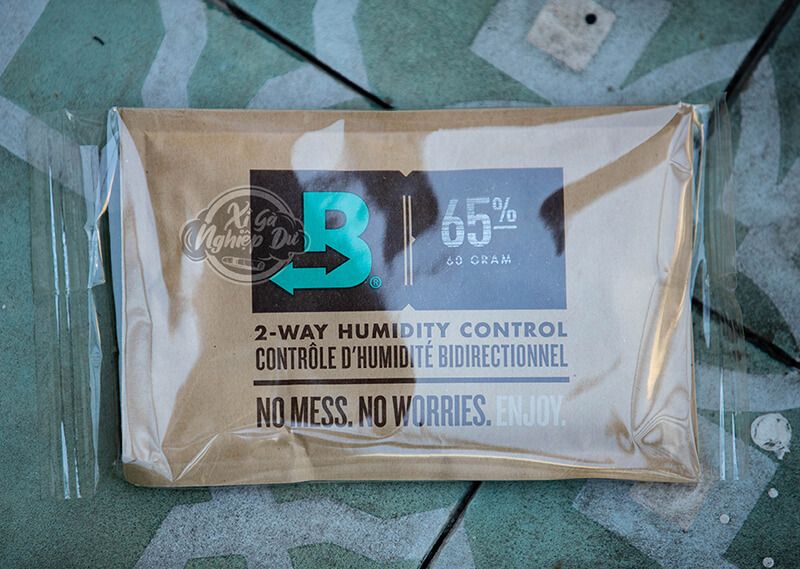 Xì Gà
Nghiệp Dư
B®
65%
60 GRAM
2-WAY HUMIDITY CONTROL
CONTRÔLE D'HUMIDITÉ BIDIRECTIONNEL
NO MESS. NO WORRIES. ENJOY.